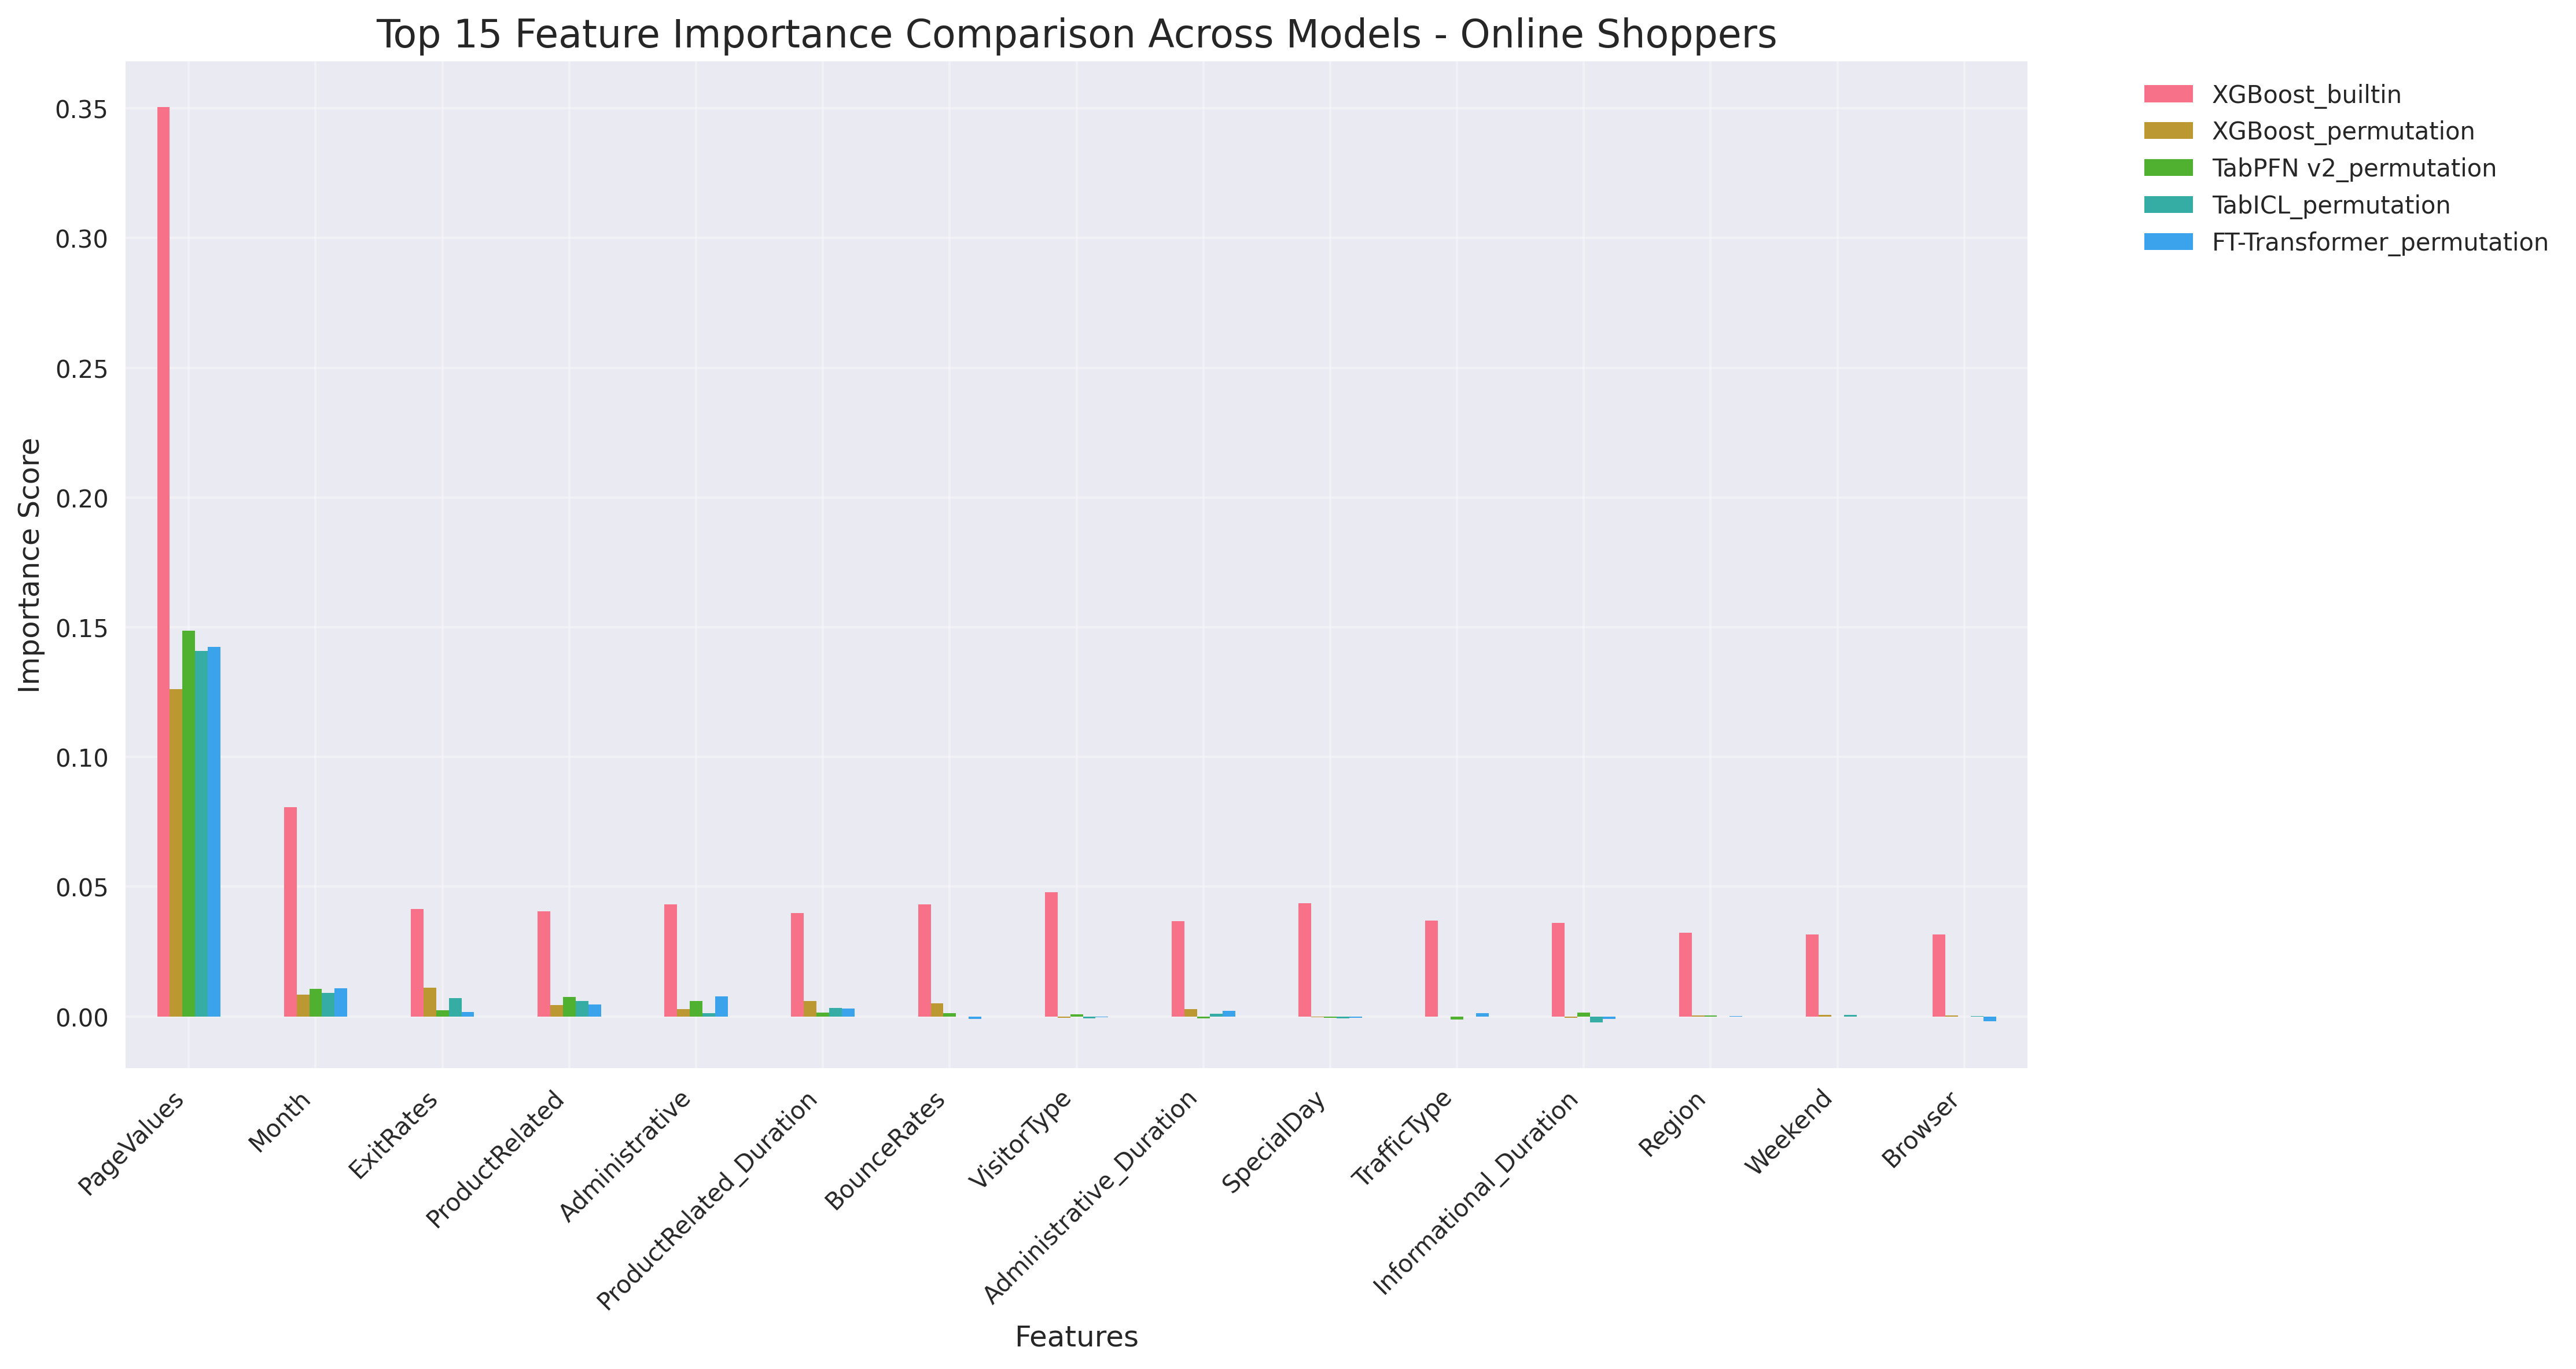 Top 15 Feature Importance Comparison Across Models - Online Shoppers
XGBoost_builtin
XGBoost_permutation
TabPFN v2_permutation
TabICL_permutation
FT-Transformer_permutation
Importance Score
0.35
0.30
0.25
0.20
0.15
0.10
0.05
0.00
PageValues
Month
ExitRates
ProductRelated
Administrative
ProductRelated_Duration
BounceRates
VisitorType
Administrative_Duration
SpecialDay
TrafficType
Informational_Duration
Region
Weekend
Browser
Features